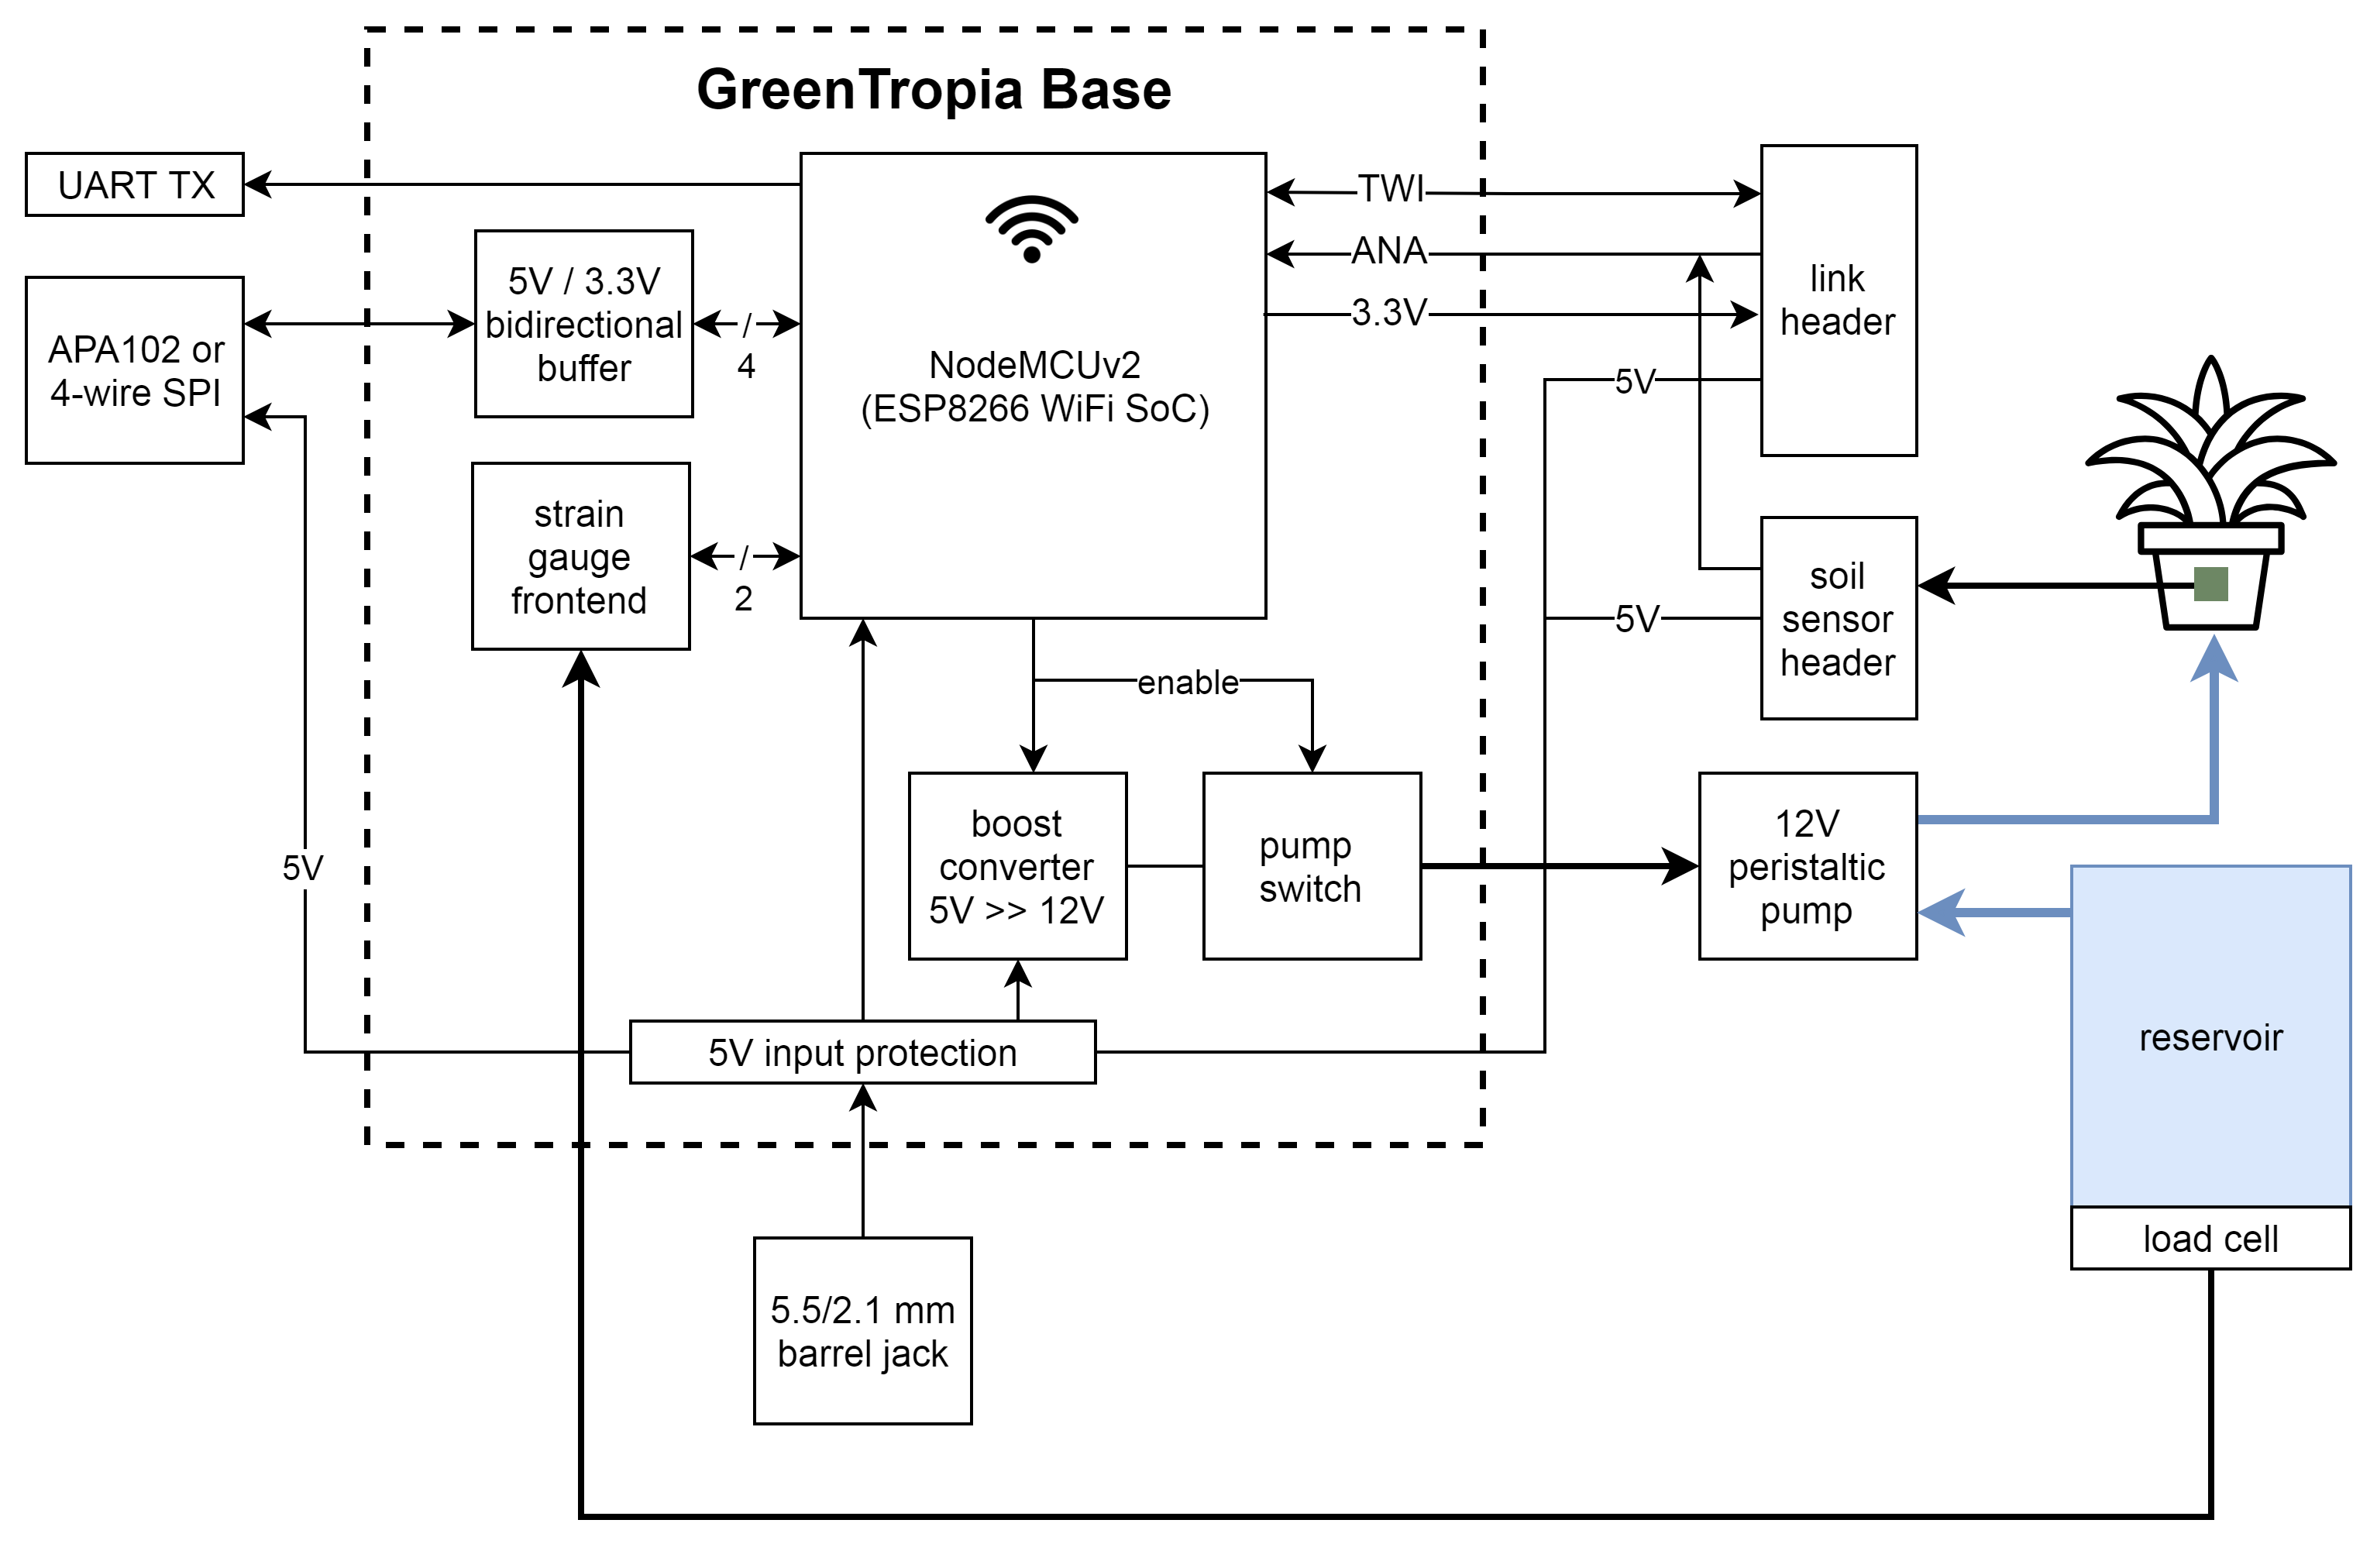 GreenTropia Base
UART TX
APA102 or
4-wire SPI
5V / 3.3V
bidirectional
buffer
/
4
strain
gauge
frontend
/
2
NodeMCUv2
(ESP8266 WiFi SoC)
TWI
ANA
3.3V
5V
link
header
soil
sensor
header
5V
enable
boost
converter
5V >> 12V
pump
switch
12V
peristaltic
pump
5V
5V input protection
reservoir
load cell
5.5/2.1 mm
barrel jack